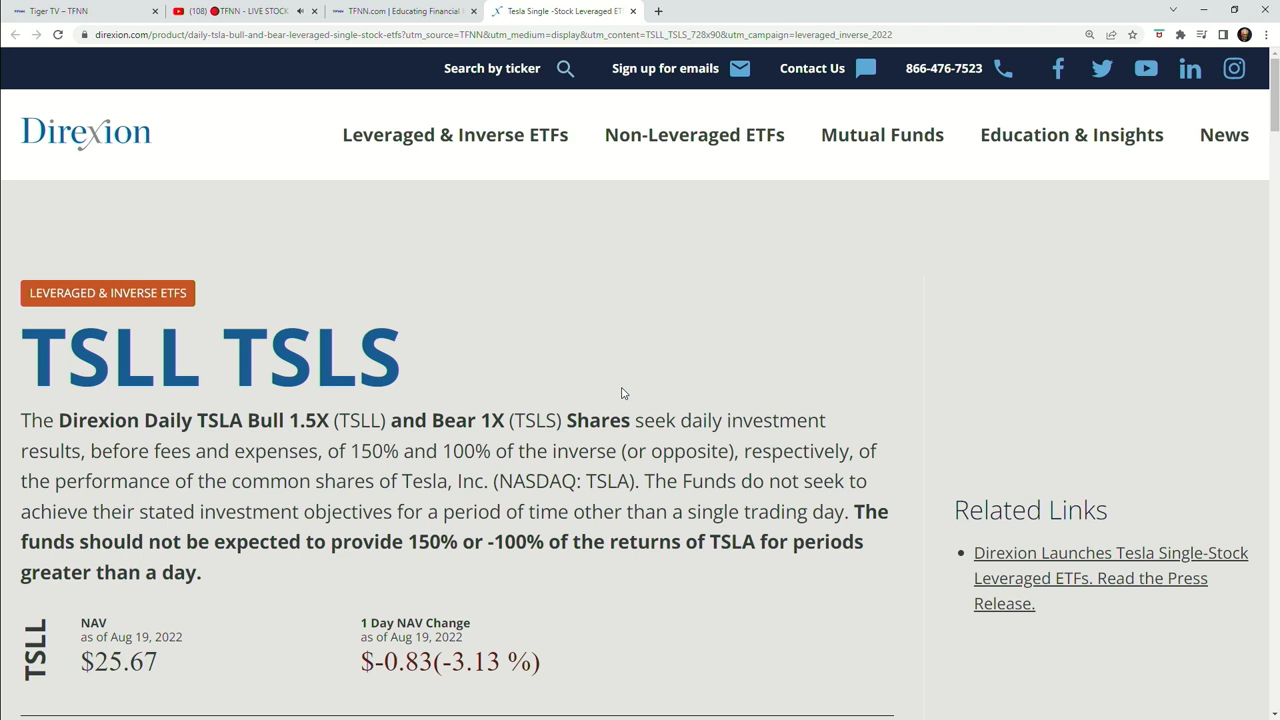 Tiger TV – TFNN
(108) TFNN - LIVE STOCK
TFNN.com | Educating Financial
Tesla Single -Stock Leveraged ET
direxion.com/product/daily-tsla-bull-and-bear-leveraged-single-stock-etfs?utm_source=TFNN&utm_medium=display&utm_content=TSLL_TSLS_728x90&utm_campaign=leveraged_inverse_2022
Search by ticker
Sign up for emails
Contact Us
866-476-7523
Direxion
Leveraged & Inverse ETFs
Non-Leveraged ETFs
Mutual Funds
Education & Insights
News
LEVERAGED & INVERSE ETFS
TSLL TSLS
The Direxion Daily TSLA Bull 1.5X (TSLL) and Bear 1X (TSLS) Shares seek daily investment
results, before fees and expenses, of 150% and 100% of the inverse (or opposite), respectively, of
the performance of the common shares of Tesla, Inc. (NASDAQ: TSLA). The Funds do not seek to
achieve their stated investment objectives for a period of time other than a single trading day. The
funds should not be expected to provide 150% or -100% of the returns of TSLA for periods
greater than a day.
Related Links
Direxion Launches Tesla Single-Stock
Leveraged ETFs. Read the Press
Release.
TSLL
NAV
as of Aug 19, 2022
$25.67
1 Day NAV Change
as of Aug 19, 2022
$-0.83(-3.13 %)